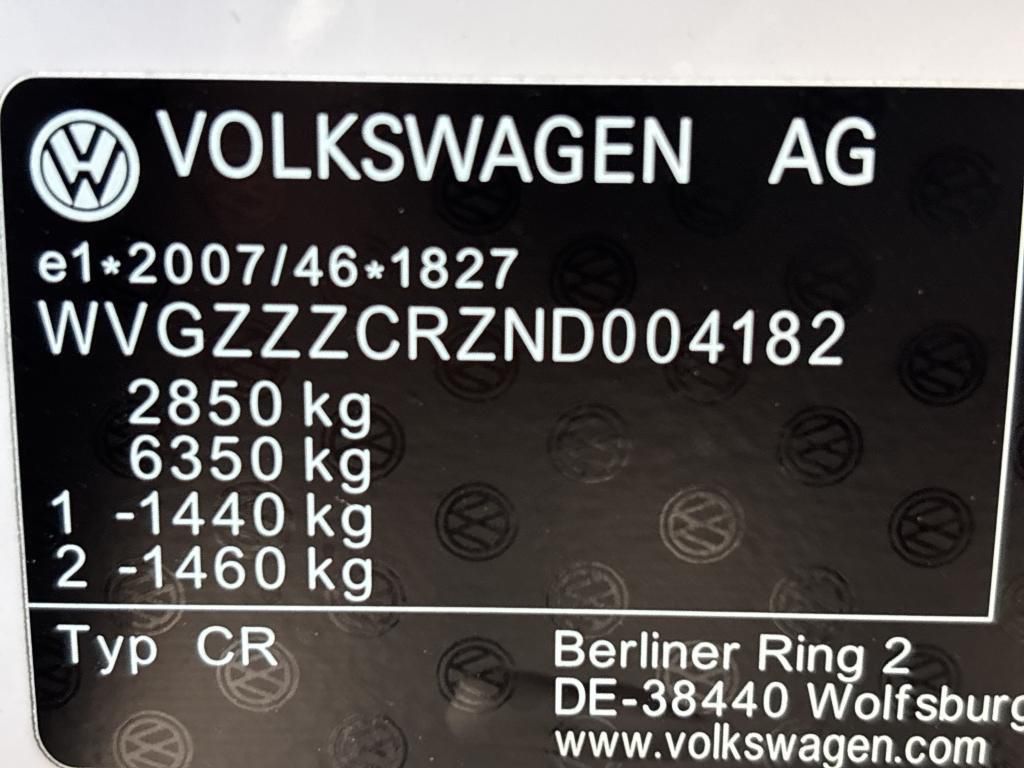 VOLKSWAGEN AG
e1*2007/46*1827
WVGZZZCRZND004182
2850 kg
6350 kg
1 -1440 kg
2 -1460 kg
Typ CR
Berliner Ring 2
DE-38440 Wolfsburg
www.volkswagen.com